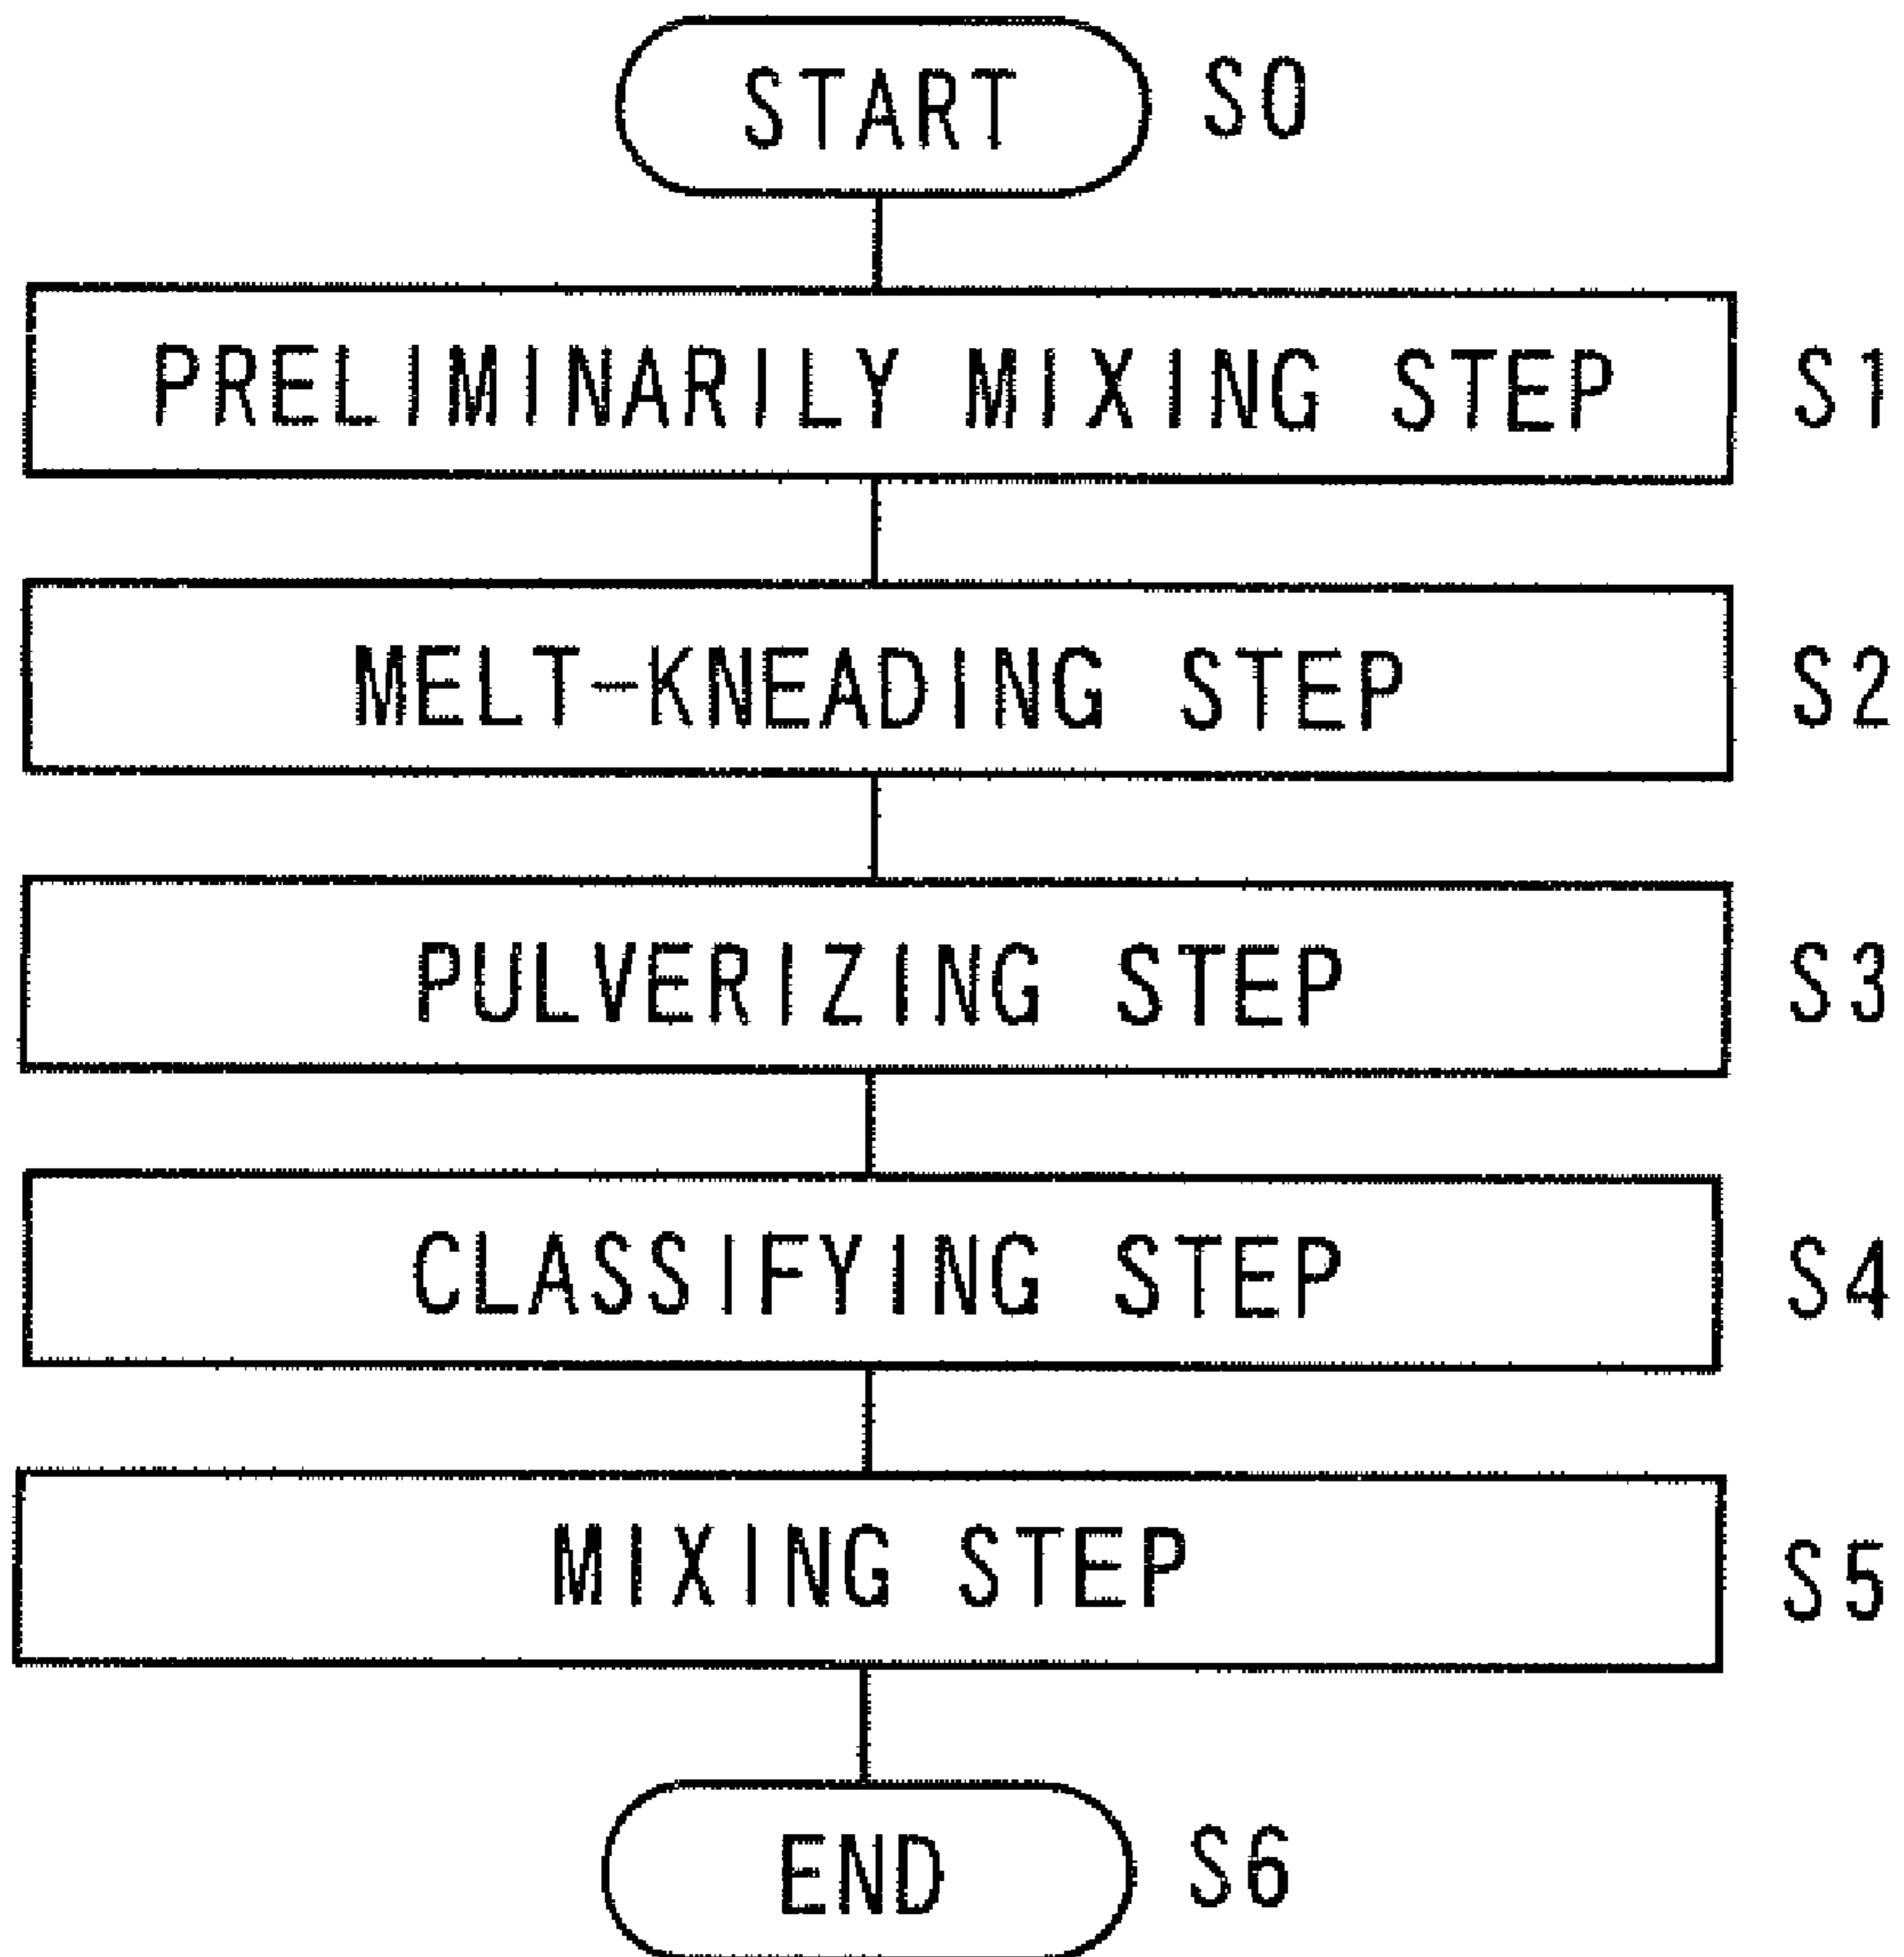 START S0
PRELIMINARILY MIXING STEP S1
MELT-KNEADING STEP S2
PULVERIZING STEP S3
CLASSIFYING STEP S4
MIXING STEP S5
END S6